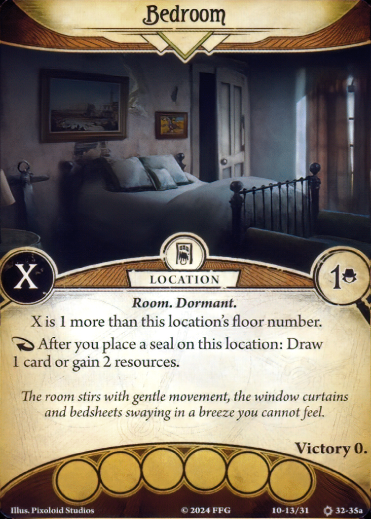 Bedroom
X
LOCATION
1
Room. Dormant.
X is 1 more than this location's floor number.
After you place a seal on this location: Draw
1 card or gain 2 resources.
The room stirs with gentle movement, the window curtains
and bedsheets swaying in a breeze you cannot feel.
Victory 0.
Illus. Pixoloid Studios © 2024 FFG 10-13/31 32-35a